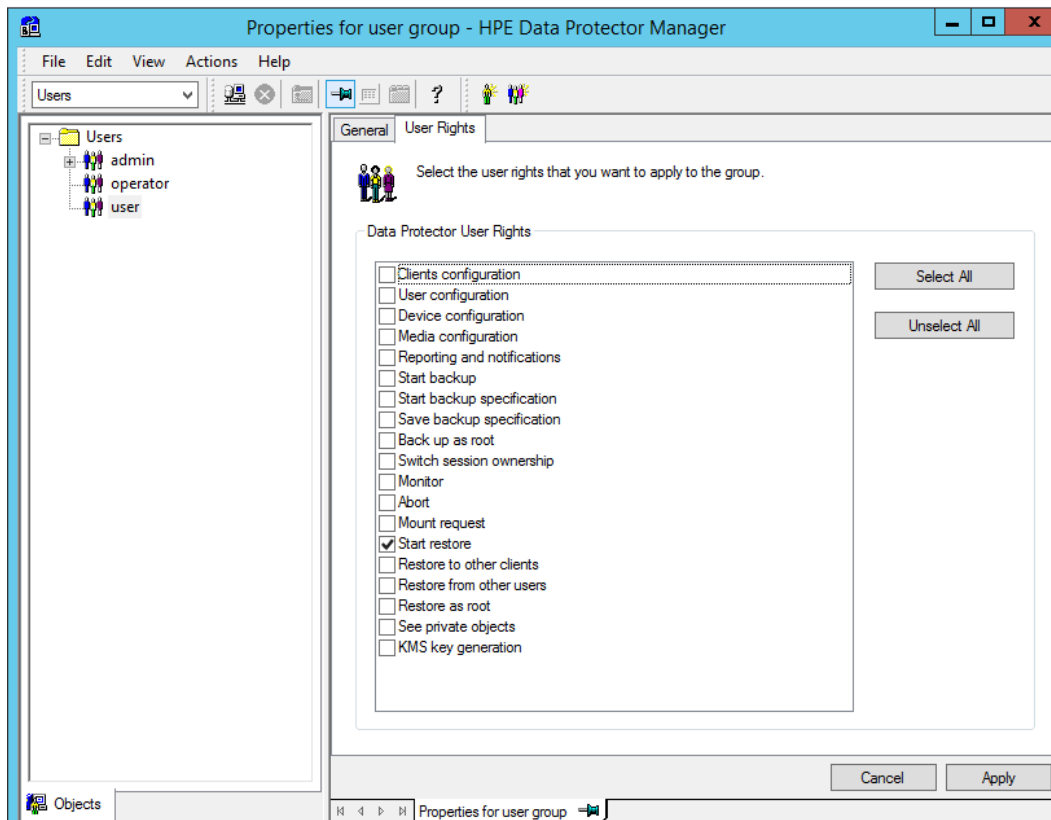 Properties for user group - HPE Data Protector Manager
File Edit View Actions Help
Users
?
Users
admin
operator
user
Objects
General User Rights
Select the user rights that you want to apply to the group.
Data Protector User Rights
Clients configuration
User configuration
Device configuration
Media configuration
Reporting and notifications
Start backup
Start backup specification
Save backup specification
Back up as root
Switch session ownership
Monitor
Abort
Mount request
Start restore
Restore to other clients
Restore from other users
Restore as root
See private objects
KMS key generation
Select All
Unselect All
Cancel Apply
Properties for user group